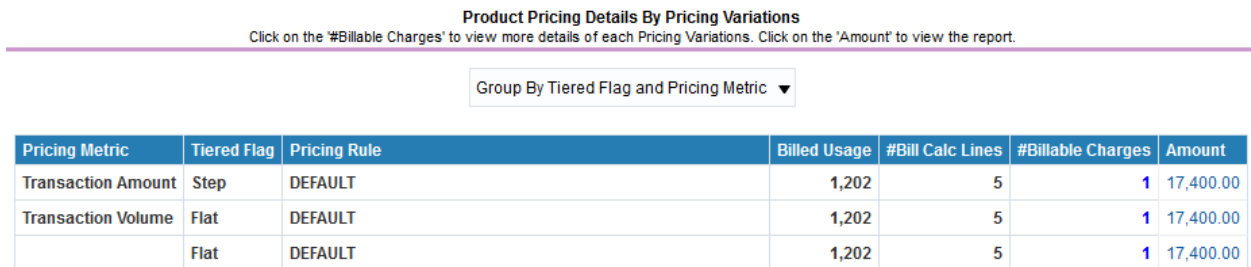 Product Pricing Details By Pricing Variations
Click on the '#Billable Charges' to view more details of each Pricing Variations. Click on the 'Amount' to view the report.
Group By Tiered Flag and Pricing Metric
Pricing Metric Tiered Flag Pricing Rule Billed Usage #Bill Calc Lines #Billable Charges Amount
Transaction Amount Step DEFAULT 1,202 5 1 17,400.00
Transaction Volume Flat DEFAULT 1,202 5 1 17,400.00
Flat DEFAULT 1,202 5 1 17,400.00